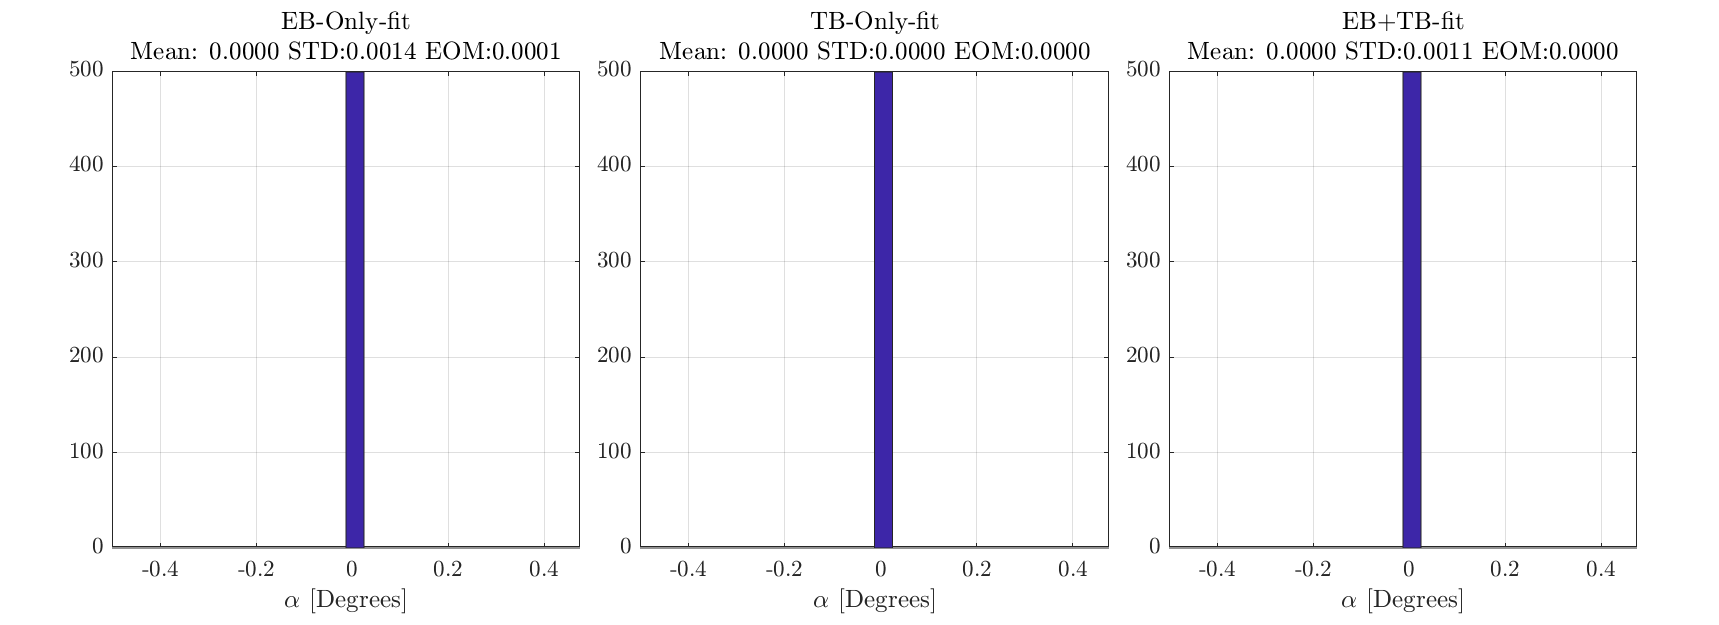 EB-Only-fit
Mean: 0.0000 STD:0.0014 EOM:0.0001
500
400
300
200
100
0
-0.4 -0.2 0 0.2 0.4
α [Degrees]
TB-Only-fit
Mean: 0.0000 STD:0.0000 EOM:0.0000
500
400
300
200
100
0
-0.4 -0.2 0 0.2 0.4
α [Degrees]
EB+TB-fit
Mean: 0.0000 STD:0.0011 EOM:0.0000
500
400
300
200
100
0
-0.4 -0.2 0 0.2 0.4
α [Degrees]